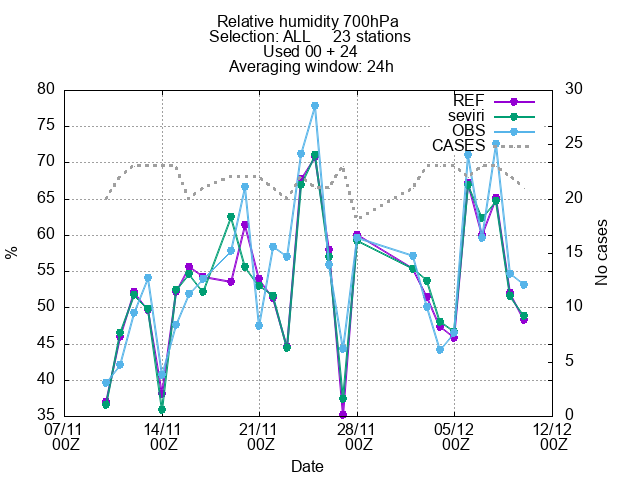 Relative humidity 700hPa
Selection: ALL     23 stations
Used 00 + 24
Averaging window: 24h
80
75
70
65
60
55
50
45
40
35
%
30
25
20
15
10
5
0
No cases
REF
seviri
OBS
CASES
07/11 14/11 21/11 28/11 05/12 12/12
00Z 00Z 00Z 00Z 00Z 00Z
Date